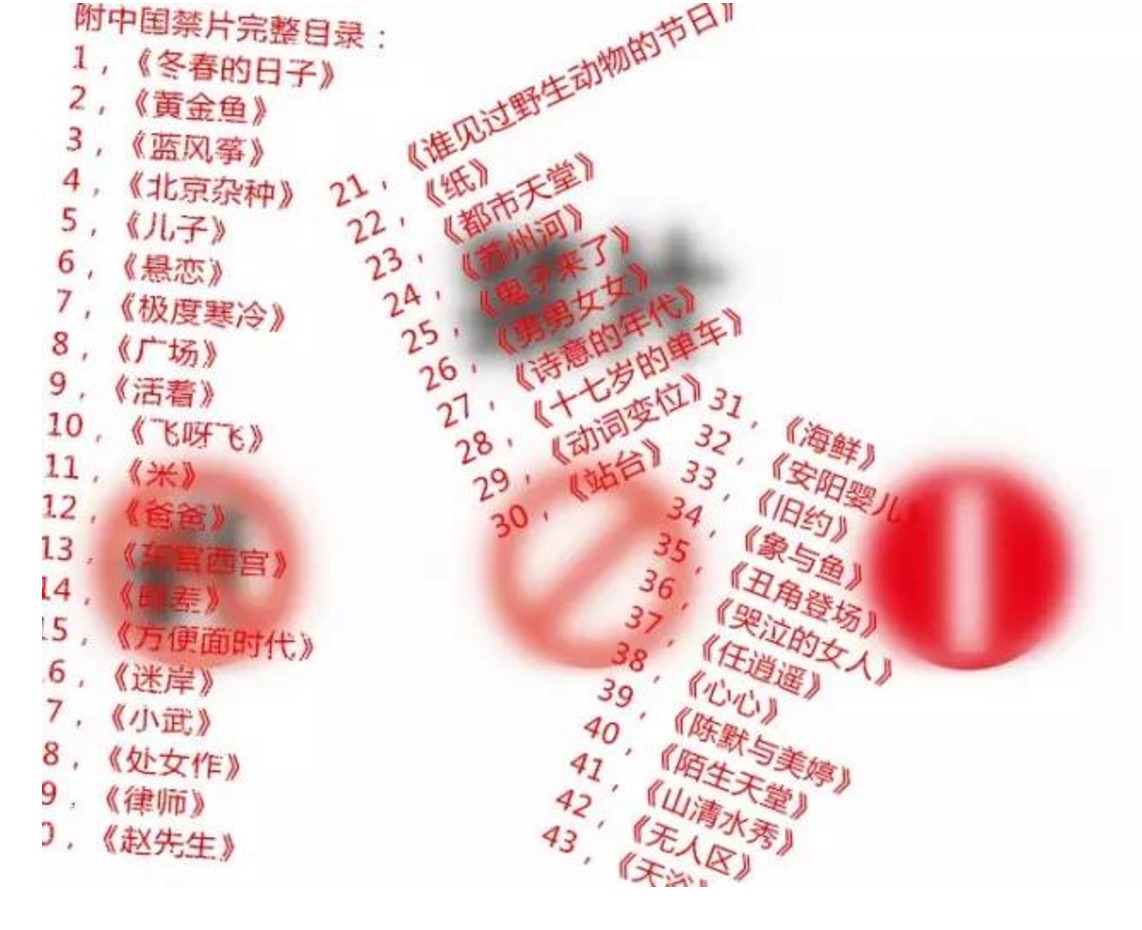 附中国禁片完整目录：
1，《冬春的日子》
2，《黄金鱼》
3，《蓝风筝》
4，《北京杂种》
5，《儿子》
6，《悬恋》
7，《极度寒冷》
8，《广场》
9，《活着》
10，《飞呀飞》
11，《米》
12，《爸爸》
13，《东宫西宫》
14，《时差》
15，《方便面时代》
6，《迷岸》
7，《小武》
8，《处女作》
9，《律师》
0，《赵先生》
21，《谁见过野生动物的节日》
22，《纸》
23，《都市天堂》
24，《苏州河》
25，《鬼子来了》
26，《男男女女》
27，《诗意的年代》
28，《十七岁的单车》
29，《动词变位》
30，《站台》
31，《海鲜》
32，《安阳婴儿》
33，《旧约》
34，《象与鱼》
35，《丑角登场》
36，《哭泣的女人》
37，《任逍遥》
38，《心心》
39，《陈默与美婷》
40，《陌生天堂》
41，《山清水秀》
42，《无人区》
43，《天浴》